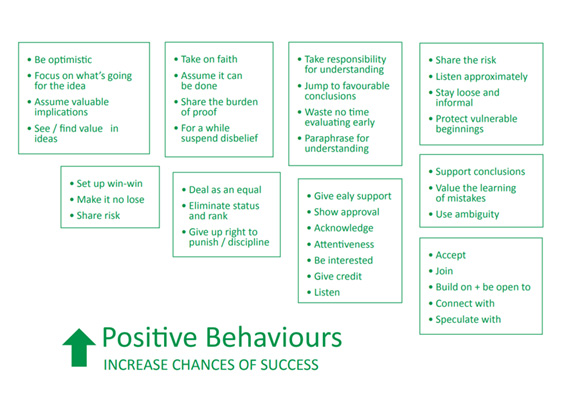 • Be optimistic
• Focus on what's going
for the idea
• Assume valuable
implications
• See / find value in
ideas
• Take on faith
• Assume it can
be done
• Share the burden
of proof
• For a while
suspend disbelief
• Take responsibility
for understanding
• Jump to favourable
conclusions
• Waste no time
evaluating early
• Paraphrase for
understanding
• Share the risk
• Listen approximately
• Stay loose and
informal
• Protect vulnerable
beginnings
• Set up win-win
• Make it no lose
• Share risk
• Deal as an equal
• Eliminate status
and rank
• Give up right to
punish / discipline
• Give ealy support
• Show approval
• Acknowledge
• Attentiveness
• Be interested
• Give credit
• Listen
• Support conclusions
• Value the learning
of mistakes
• Use ambiguity
• Accept
• Join
• Build on + be open to
• Connect with
• Speculate with
Positive Behaviours
INCREASE CHANCES OF SUCCESS